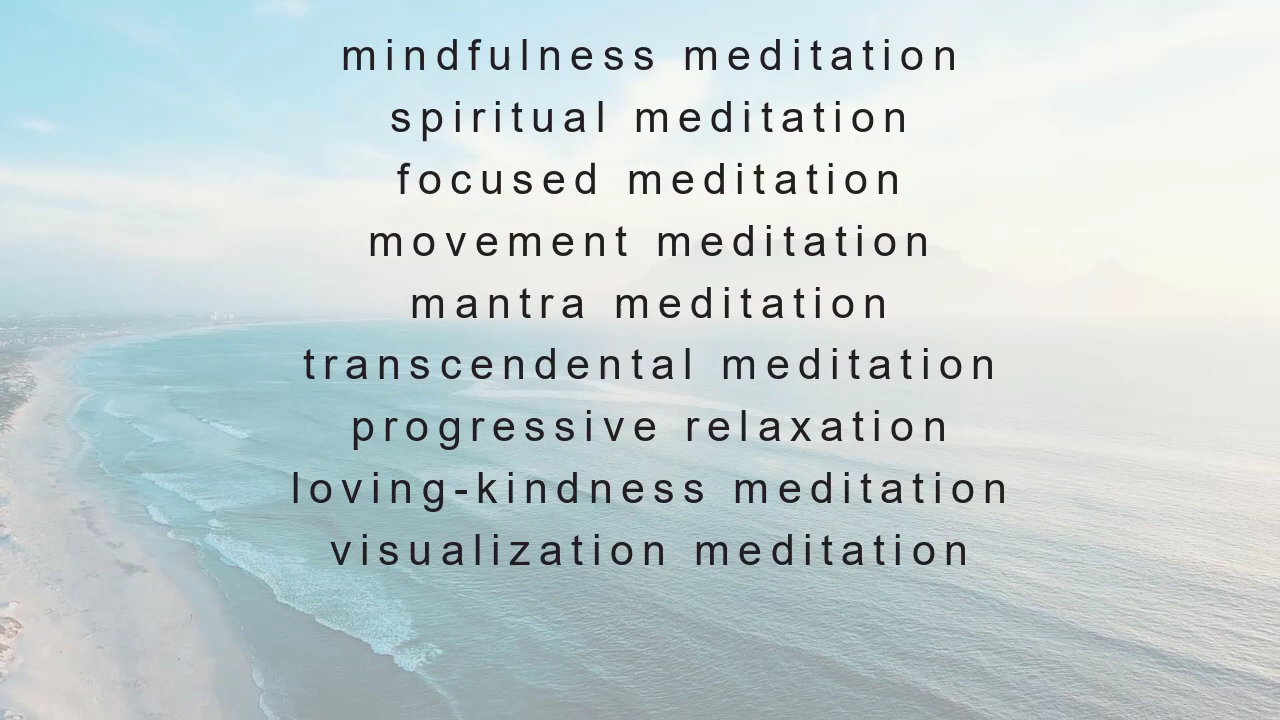 mindfulness meditation
spiritual meditation
focused meditation
movement meditation
mantra meditation
transcendental meditation
progressive relaxation
loving-kindness meditation
visualization meditation